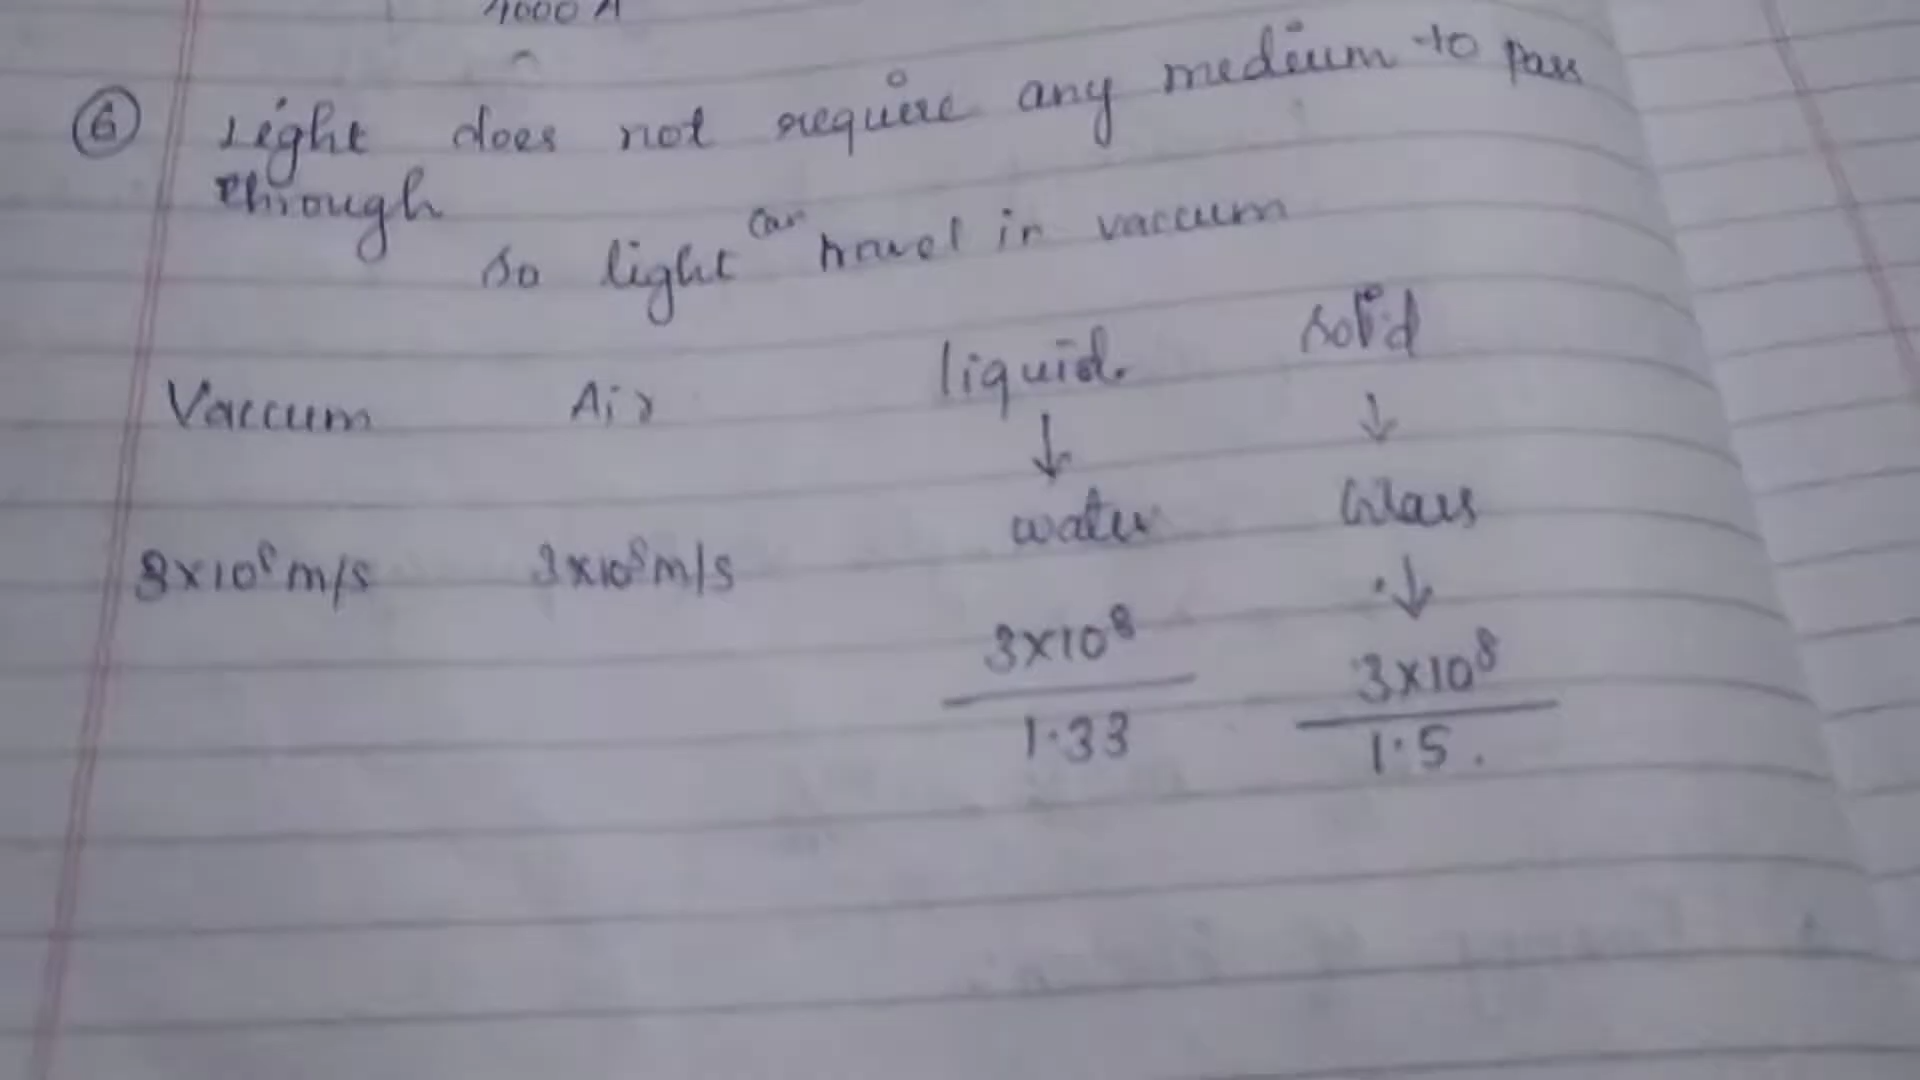 4000 A
⑥ Light does not require any medium to pass
through
so light can travel in vaccum
Vaccum Air liquid. solid
↓ ↓
water Glass
↓
3x10⁸ m/s 3x10⁸ m/s 3x10⁸ 3x10⁸
1.33 1.5.